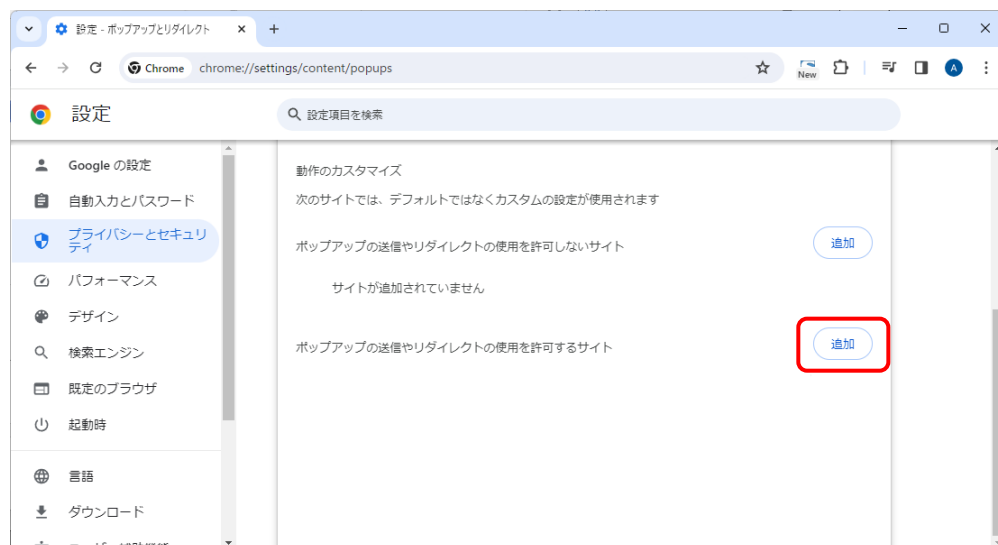 設定 - ポップアップとリダイレクト
Chrome
chrome://settings/content/popups
New
A
設定
設定項目を検索
Google の設定
自動入力とパスワード
プライバシーとセキュリ
ティ
パフォーマンス
デザイン
検索エンジン
既定のブラウザ
起動時
言語
ダウンロード
動作のカスタマイズ
次のサイトでは、デフォルトではなくカスタムの設定が使用されます
ポップアップの送信やリダイレクトの使用を許可しないサイト
追加
サイトが追加されていません
ポップアップの送信やリダイレクトの使用を許可するサイト
追加